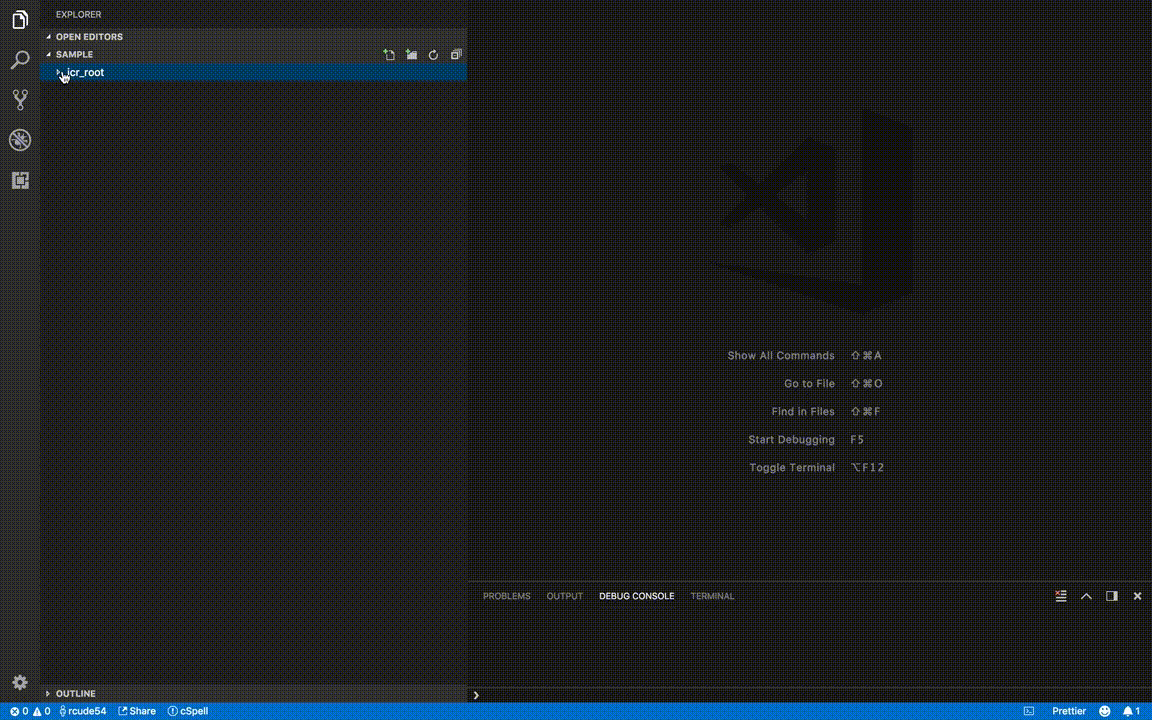 EXPLORER
OPEN EDITORS
SAMPLE
jcr_root
Show All Commands ⇧⌘A
Go to File ⇧⌘O
Find in Files ⇧⌘F
Start Debugging F5
Toggle Terminal ⌥F12
PROBLEMS OUTPUT DEBUG CONSOLE TERMINAL
OUTLINE
0 0 rcude54 Share cSpell Prettier 1